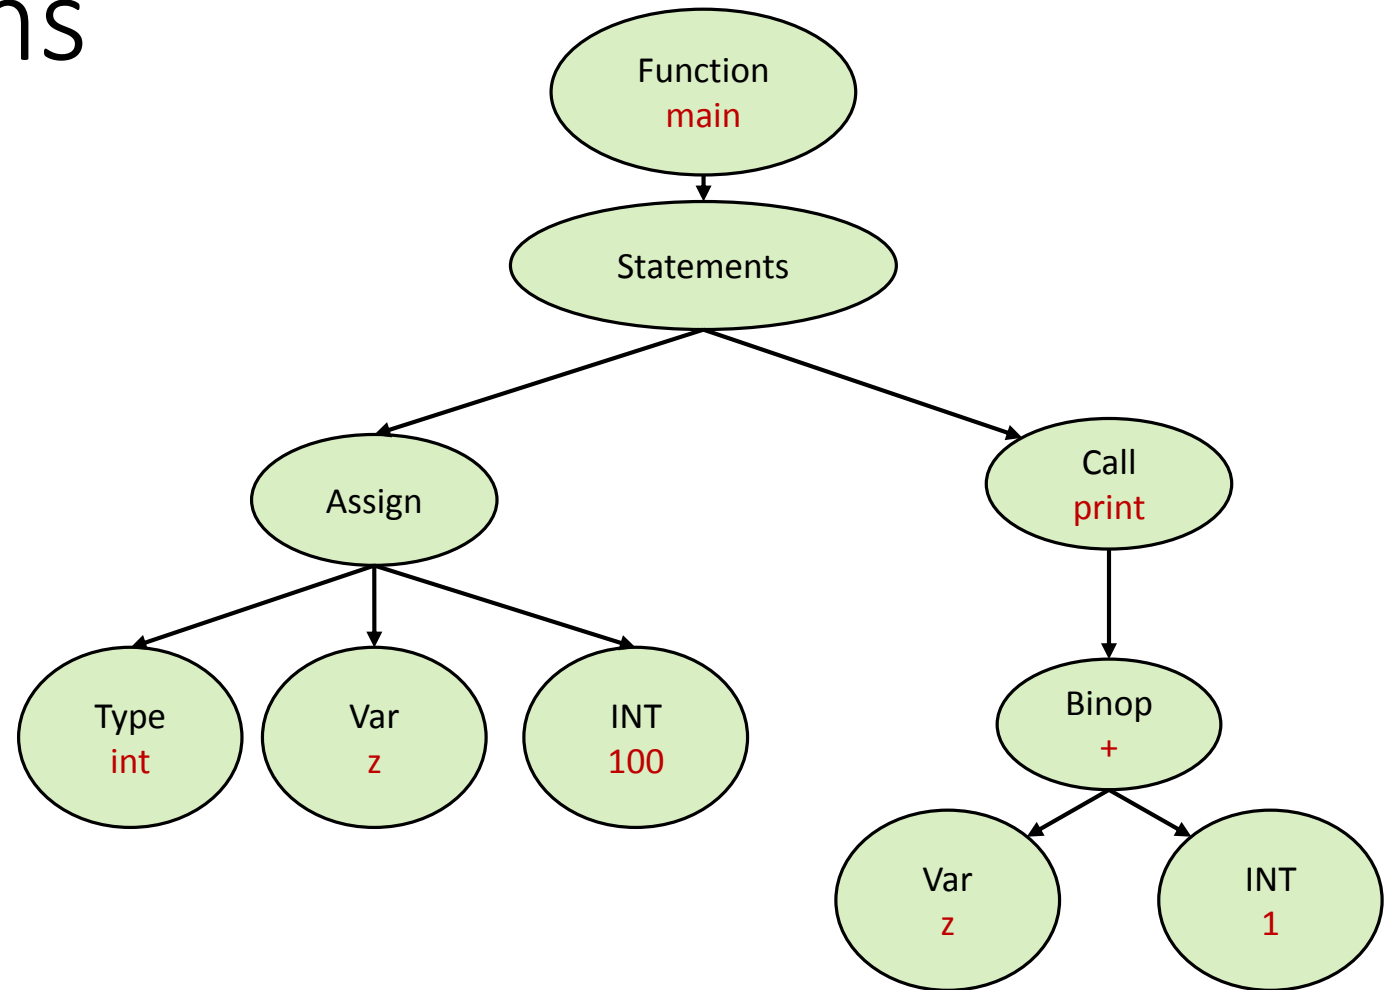 ns
Function
main
Statements
Assign
Call
print
Type
int
Var
z
INT
100
Binop
+
Var
z
INT
1